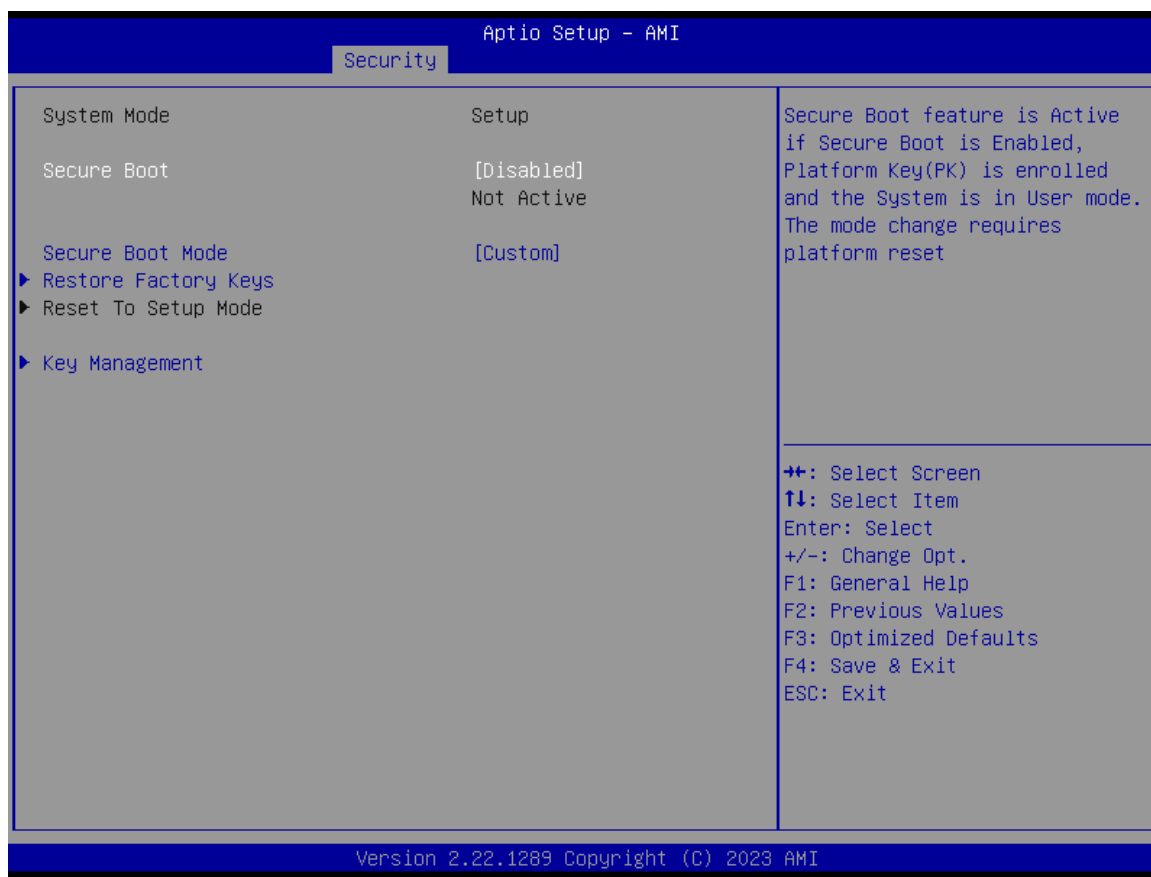 Aptio Setup – AMI
Security
System Mode Setup
Secure Boot [Disabled]
Not Active
Secure Boot Mode [Custom]
▶ Restore Factory Keys
▶ Reset To Setup Mode
▶ Key Management
Secure Boot feature is Active
if Secure Boot is Enabled,
Platform Key(PK) is enrolled
and the System is in User mode.
The mode change requires
platform reset
→←: Select Screen
↑↓: Select Item
Enter: Select
+/-: Change Opt.
F1: General Help
F2: Previous Values
F3: Optimized Defaults
F4: Save & Exit
ESC: Exit
Version 2.22.1289 Copyright (C) 2023 AMI